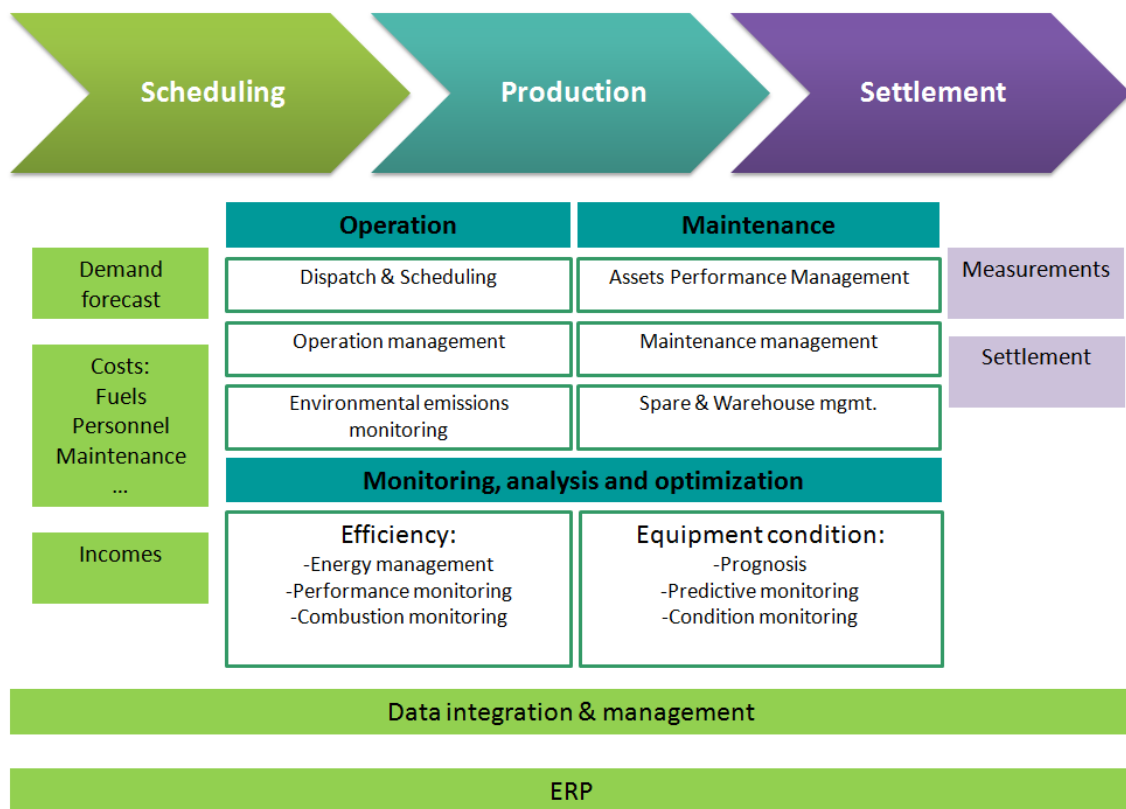 Scheduling
Production
Settlement
Operation
Maintenance
Demand
forecast
Dispatch & Scheduling
Assets Performance Management
Measurements
Operation management
Maintenance management
Settlement
Costs:
Fuels
Personnel
Maintenance
...
Environmental emissions
monitoring
Spare & Warehouse mgmt.
Monitoring, analysis and optimization
Incomes
Efficiency:
-Energy management
-Performance monitoring
-Combustion monitoring
Equipment condition:
-Prognosis
-Predictive monitoring
-Condition monitoring
Data integration & management
ERP